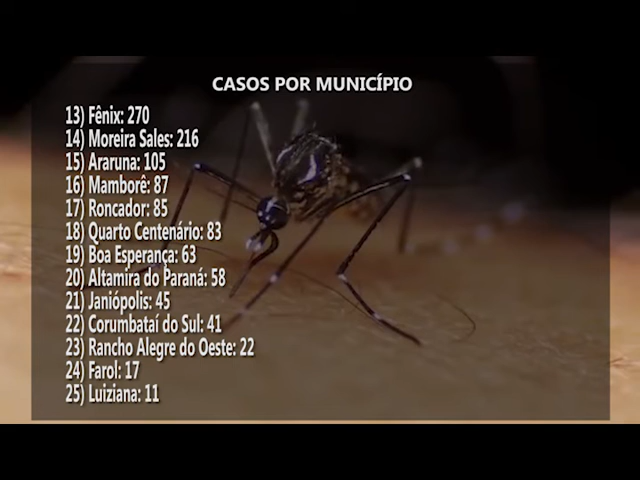 CASOS POR MUNICÍPIO
13) Fênix: 270
14) Moreira Sales: 216
15) Araruna: 105
16) Mamborê: 87
17) Roncador: 85
18) Quarto Centenário: 83
19) Boa Esperança: 63
20) Altamira do Paraná: 58
21) Janiópolis: 45
22) Corumbataí do Sul: 41
23) Rancho Alegre do Oeste: 22
24) Farol: 17
25) Luiziana: 11